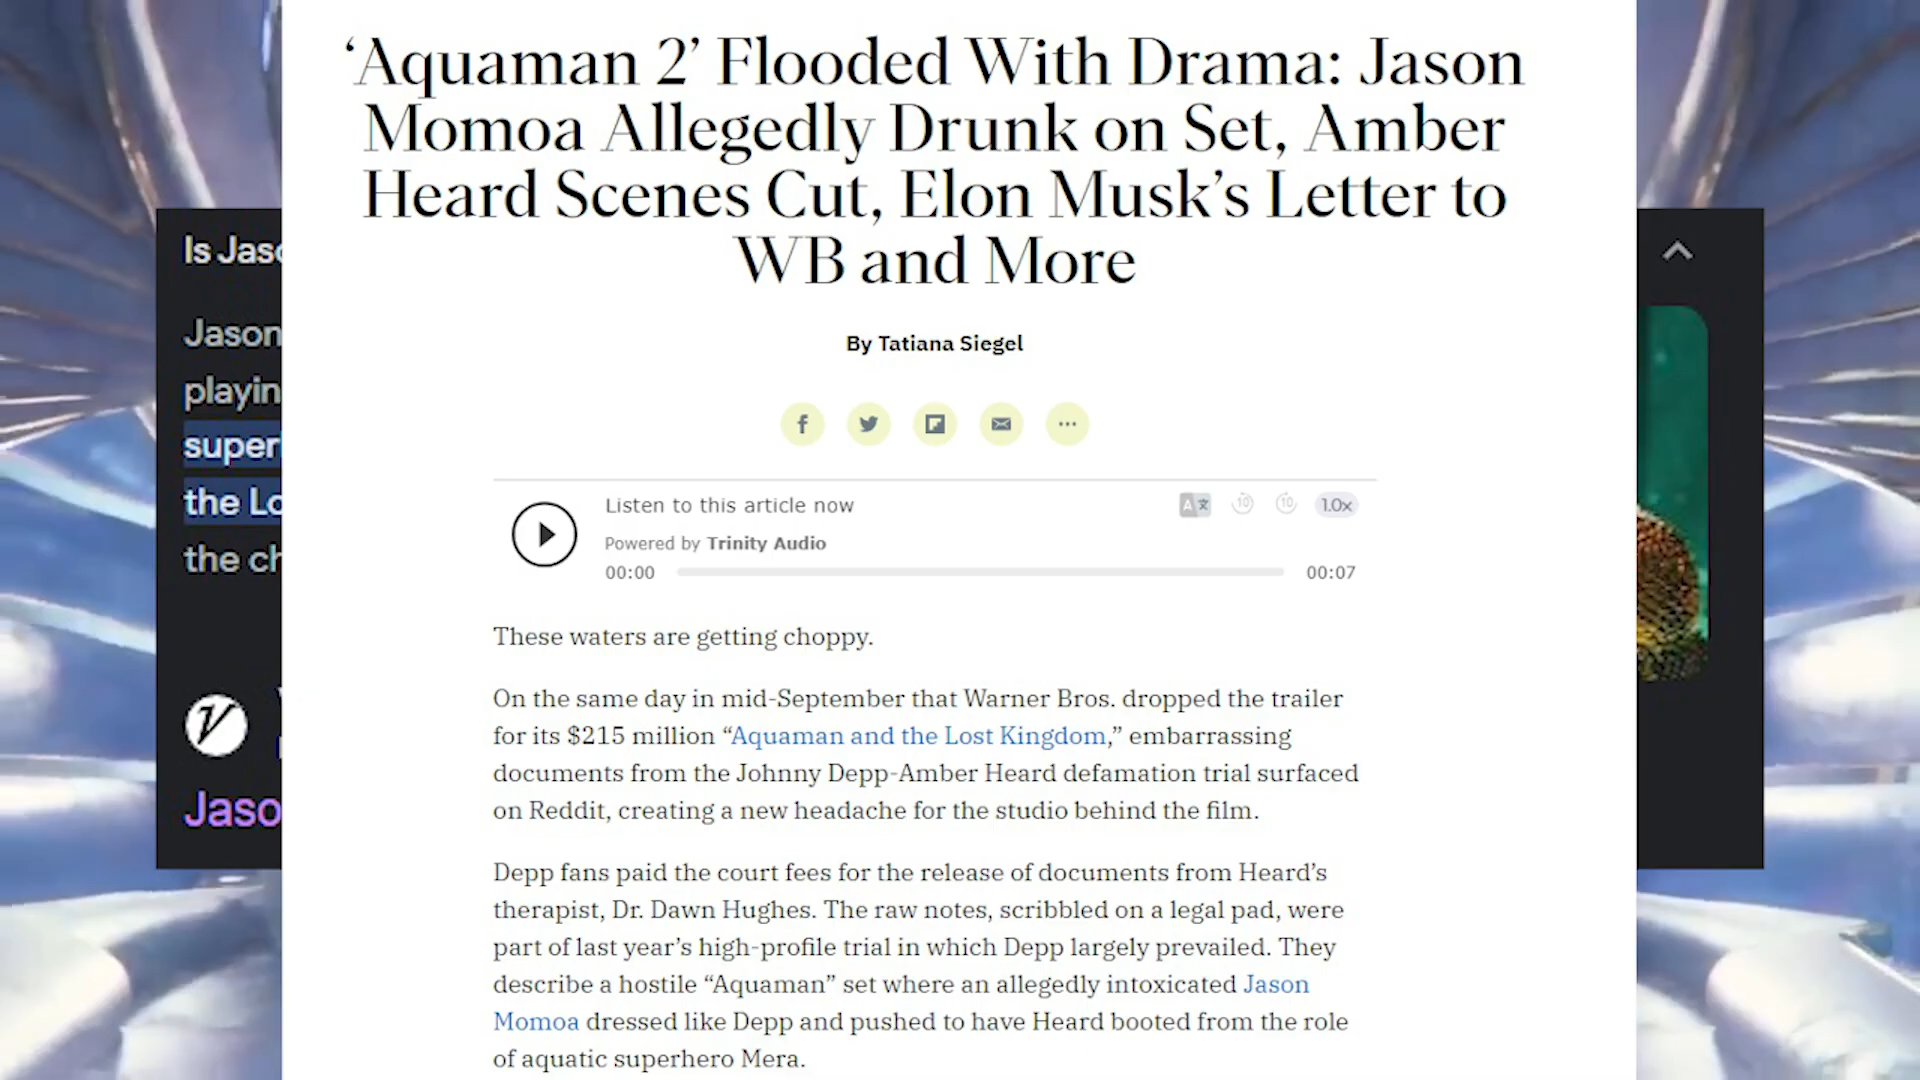 ‘Aquaman 2’ Flooded With Drama: Jason
Momoa Allegedly Drunk on Set, Amber
Heard Scenes Cut, Elon Musk’s Letter to
WB and More
By Tatiana Siegel
Listen to this article now
1.0x
Powered by Trinity Audio
00:00
00:07
These waters are getting choppy.
On the same day in mid-September that Warner Bros. dropped the trailer
for its $215 million “Aquaman and the Lost Kingdom,” embarrassing
documents from the Johnny Depp-Amber Heard defamation trial surfaced
on Reddit, creating a new headache for the studio behind the film.
Depp fans paid the court fees for the release of documents from Heard’s
therapist, Dr. Dawn Hughes. The raw notes, scribbled on a legal pad, were
part of last year’s high-profile trial in which Depp largely prevailed. They
describe a hostile “Aquaman” set where an allegedly intoxicated Jason
Momoa dressed like Depp and pushed to have Heard booted from the role
of aquatic superhero Mera.
Is
Jason
the
the